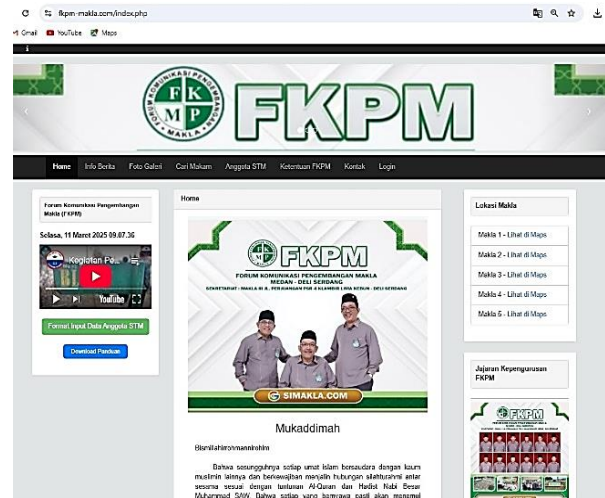 fkpm-makla.com/index.php
Gmail YouTube Maps
FORUM KOMUNIKASI PENGEMBANGAN
MAKLA
FK
MP
FKPM
Home Info Berita Foto Galeri Cari Makam Anggota STM Ketentuan FKPM Kontak Login
Forum Komunikasi Pengembangan
Makla (FKPM)
Selasa, 11 Maret 2025 09.07.36
Kegiatan Pe...
YouTube
Format Input Data Anggota STM
Download Panduan
Home
FKPM
FORUM KOMUNIKASI PENGEMBANGAN MAKLA
MEDAN - DELI SERDANG
SIMAKLA.COM
Mukaddimah
Bismillahirrohmannirrohim
Bahwa sesungguhnya setiap umat islam bersaudara dengan kaum
muslimin lainnya dan berkewajiban menjalin hubungan silahturahmi antar
sesama sesuai dengan tuntunan Al-Quran dan Hadist Nabi Besar
Muhammad SAW. Bahwa setiap yang bernyawa pasti akan menemui
Lokasi Makla
Makla 1 - Lihat di Maps
Makla 2 - Lihat di Maps
Makla 3 - Lihat di Maps
Makla 4 - Lihat di Maps
Makla 5 - Lihat di Maps
Jajaran Kepengurusan
FKPM
FKPM